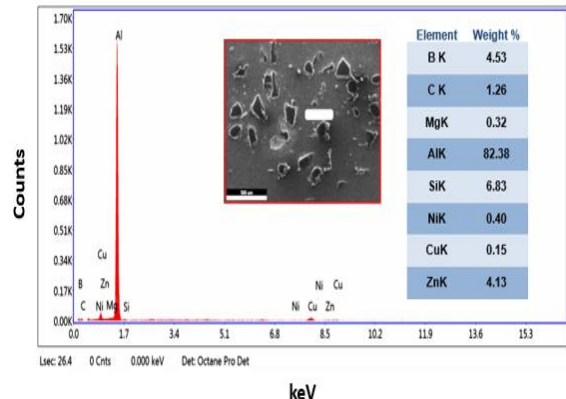 1.70K
1.53K
1.36K
1.19K
1.02K
0.85K
0.68K
0.51K
0.34K
0.17K
0.00K
Counts
Al
Cu
B Zn
C Ni Mg Si
Ni Cu
Ni Cu Zn
0.0 1.7 3.4 5.1 6.8 8.5 10.2 11.9 13.6 15.3
Lsec: 26.4 0 Cnts 0.000 keV Det: Octane Pro Det
keV
Element Weight %
B K 4.53
C K 1.26
MgK 0.32
AlK 82.38
SiK 6.83
NiK 0.40
CuK 0.15
ZnK 4.13